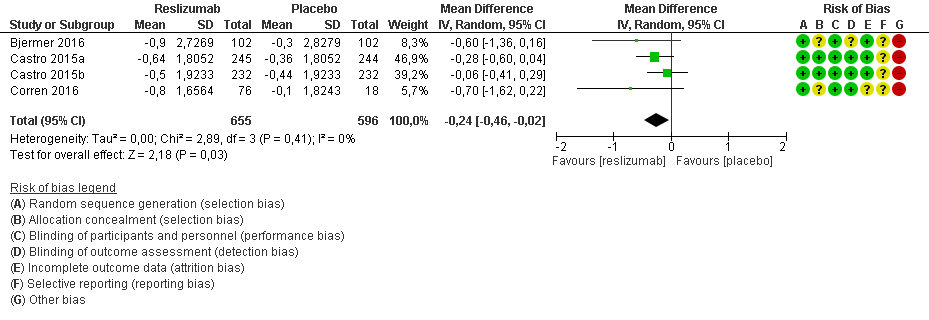 Reslizumab Placebo Mean Difference Mean Difference Risk of Bias
Study or Subgroup Mean SD Total Mean SD Total Weight IV, Random, 95% CI IV, Random, 95% CI A B C D E F G
Bjermer 2016 -0,9 2,7269 102 -0,3 2,8279 102 8,3% -0,60 [-1,36, 0,16] + ? + ? + ? -
Castro 2015a -0,64 1,8052 245 -0,36 1,8052 244 46,9% -0,28 [-0,60, 0,04] + + + + + ? -
Castro 2015b -0,5 1,9233 232 -0,44 1,9233 232 39,2% -0,06 [-0,41, 0,29] + + + + + ? -
Corren 2016 -0,8 1,6564 76 -0,1 1,8243 18 5,7% -0,70 [-1,62, 0,22] + ? + + ? ? -
Total (95% CI) 655 596 100,0% -0,24 [-0,46, -0,02]
Heterogeneity: Tau² = 0,00; Chi² = 2,89, df = 3 (P = 0,41); I² = 0%
Test for overall effect: Z = 2,18 (P = 0,03)
-2 -1 0 1 2
Favours [reslizumab] Favours [placebo]
Risk of bias legend
(A) Random sequence generation (selection bias)
(B) Allocation concealment (selection bias)
(C) Blinding of participants and personnel (performance bias)
(D) Blinding of outcome assessment (detection bias)
(E) Incomplete outcome data (attrition bias)
(F) Selective reporting (reporting bias)
(G) Other bias